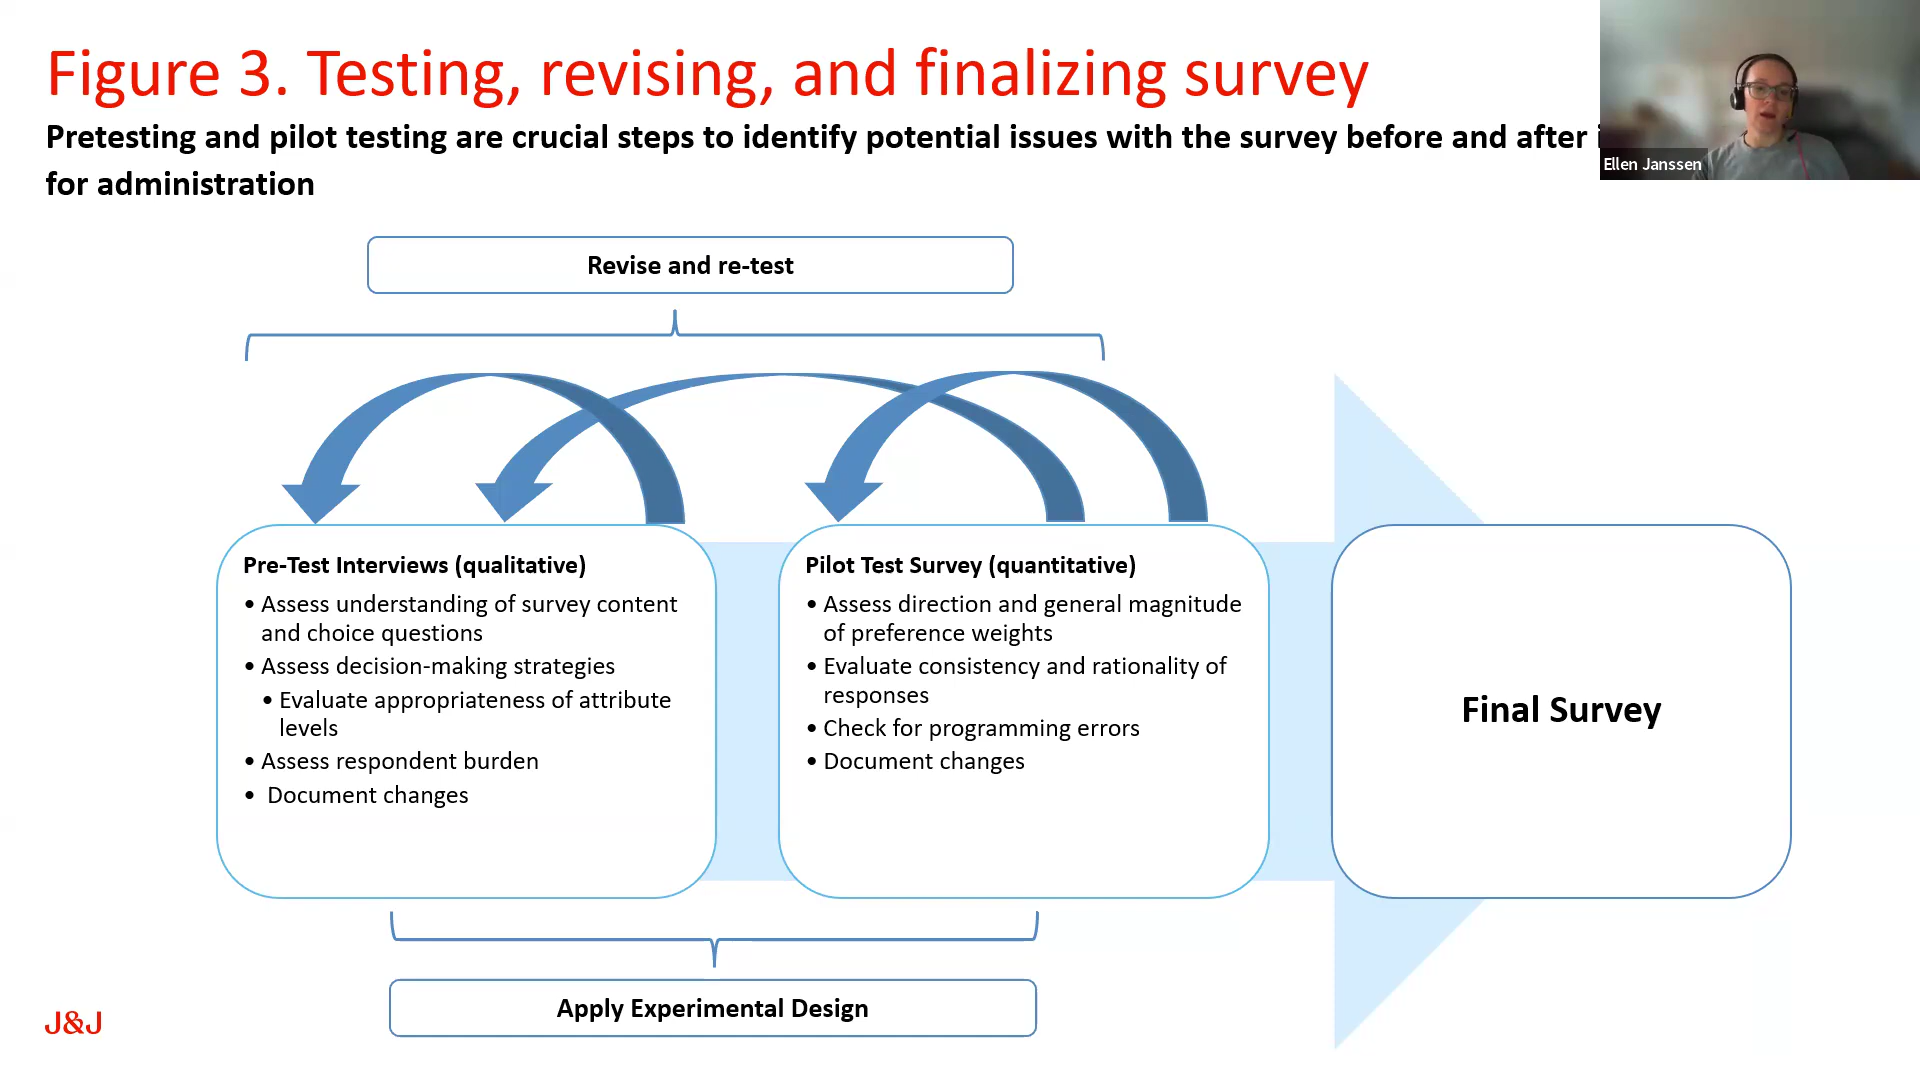 Figure 3. Testing, revising, and finalizing survey
Pretesting and pilot testing are crucial steps to identify potential issues with the survey before and after
for administration
Ellen Janssen
Revise and re-test
Pre-Test Interviews (qualitative)
• Assess understanding of survey content
and choice questions
• Assess decision-making strategies
• Evaluate appropriateness of attribute
levels
• Assess respondent burden
• Document changes
Pilot Test Survey (quantitative)
• Assess direction and general magnitude
of preference weights
• Evaluate consistency and rationality of
responses
• Check for programming errors
• Document changes
Final Survey
Apply Experimental Design
J&J